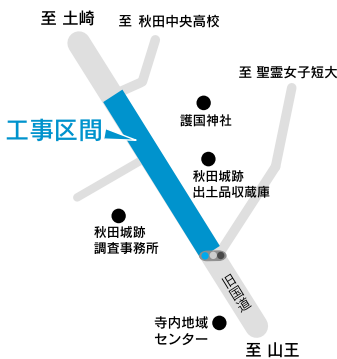 至 土崎
至 秋田中央高校
至 聖霊女子短大
護国神社
工事区間
秋田城跡
出土品収蔵庫
秋田城跡
調査事務所
旧国道
寺内地域
センター
至 山王